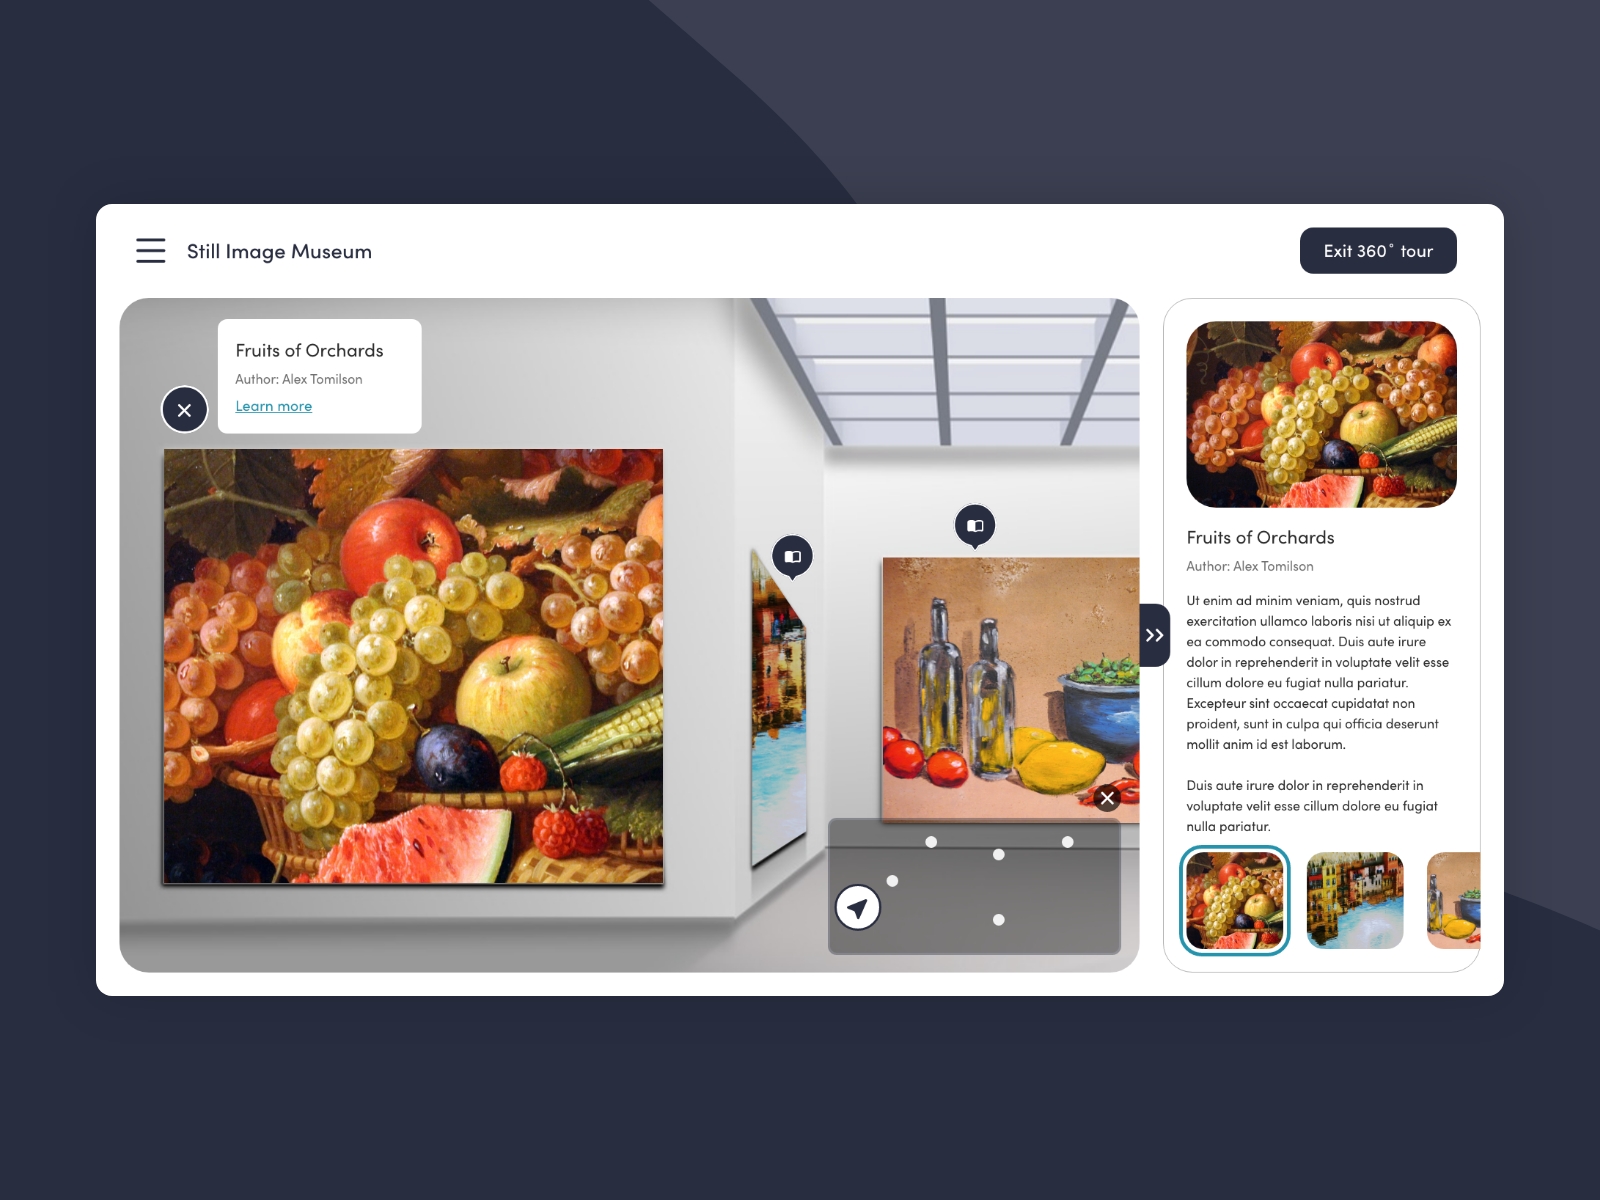 Still Image Museum
Exit 360° tour
Fruits of Orchards
Author: Alex Tomilson
Learn more
Fruits of Orchards
Author: Alex Tomilson
Ut enim ad minim veniam, quis nostrud
exercitation ullamco laboris nisi ut aliquip ex
ea commodo consequat. Duis aute irure
dolor in reprehenderit in voluptate velit esse
cillum dolore eu fugiat nulla pariatur.
Excepteur sint occaecat cupidatat non
proident, sunt in culpa qui officia deserunt
mollit anim id est laborum.
Duis aute irure dolor in reprehenderit in
voluptate velit esse cillum dolore eu fugiat
nulla pariatur.